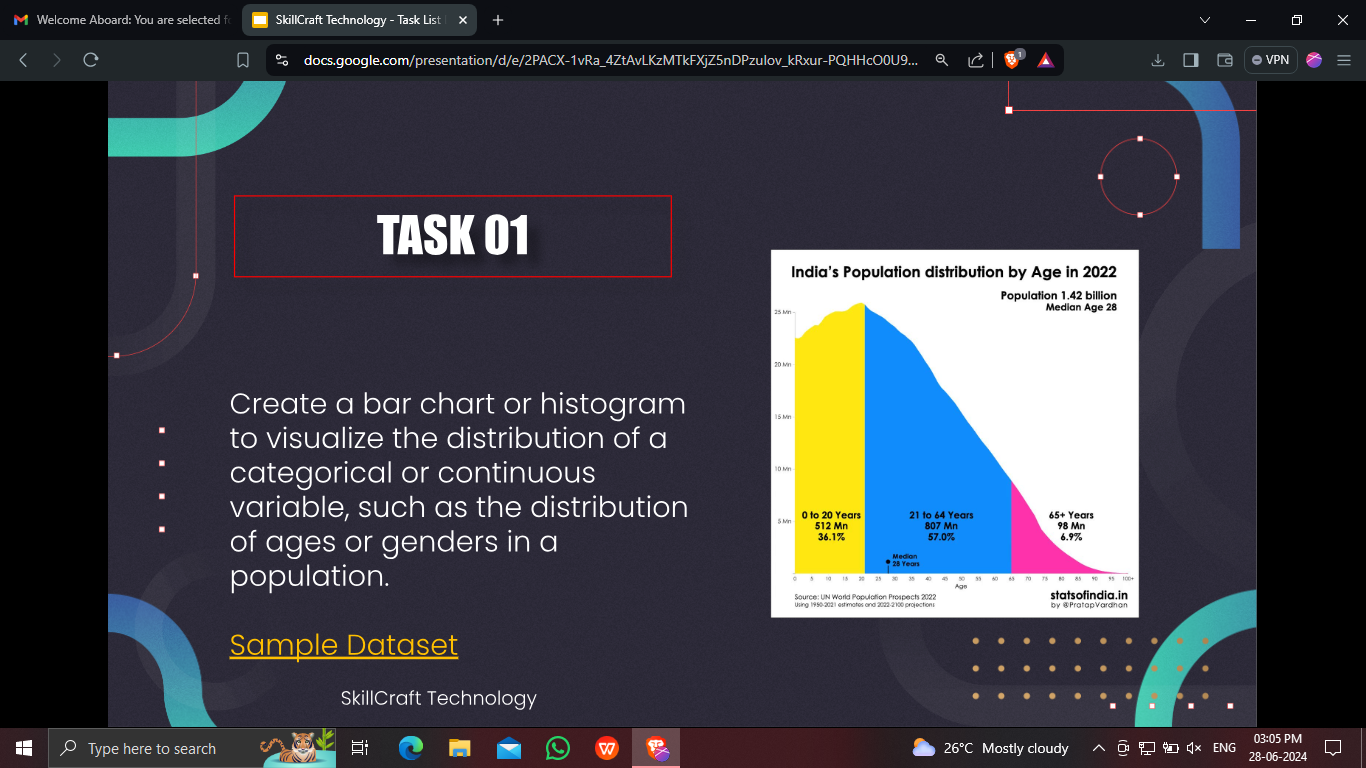 Welcome Aboard: You are selected f
SkillCraft Technology - Task List
docs.google.com/presentation/d/e/2PACX-1vRa_4ZtAvLKzMTkFXjZ5nDPzuIov_kRxur-PQHHcO0U9...
1
VPN
TASK 01
Create a bar chart or histogram
to visualize the distribution of a
categorical or continuous
variable, such as the distribution
of ages or genders in a
population.
Sample Dataset
SkillCraft Technology
India's Population distribution by Age in 2022
Population 1.42 billion
Median Age 28
25 Mn
20 Mn
15 Mn
10 Mn
5 Mn
0 to 20 Years
512 Mn
36.1%
21 to 64 Years
807 Mn
57.0%
65+ Years
98 Mn
6.9%
Median
28 Years
0 5 10 15 20 25 30 35 40 45 50 55 60 65 70 75 80 85 90 95 100+
Age
Source: UN World Population Prospects 2022
Using 1950-2021 estimates and 2022-2100 projections
statsofindia.in
by @PratapVardhan
Type here to search
26°C Mostly cloudy
ENG
03:05 PM
28-06-2024